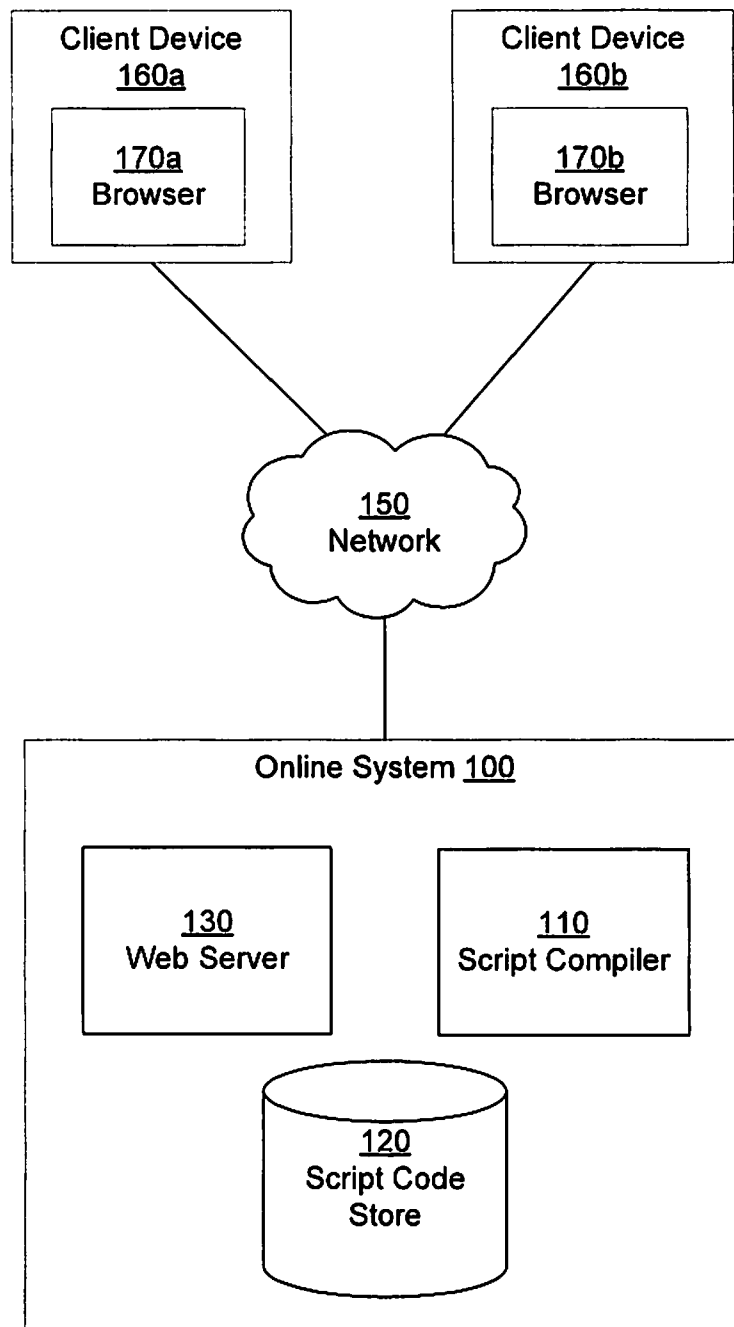 Client Device
160a
170a
Browser
Client Device
160b
170b
Browser
150
Network
Online System 100
130
Web Server
110
Script Compiler
120
Script Code
Store